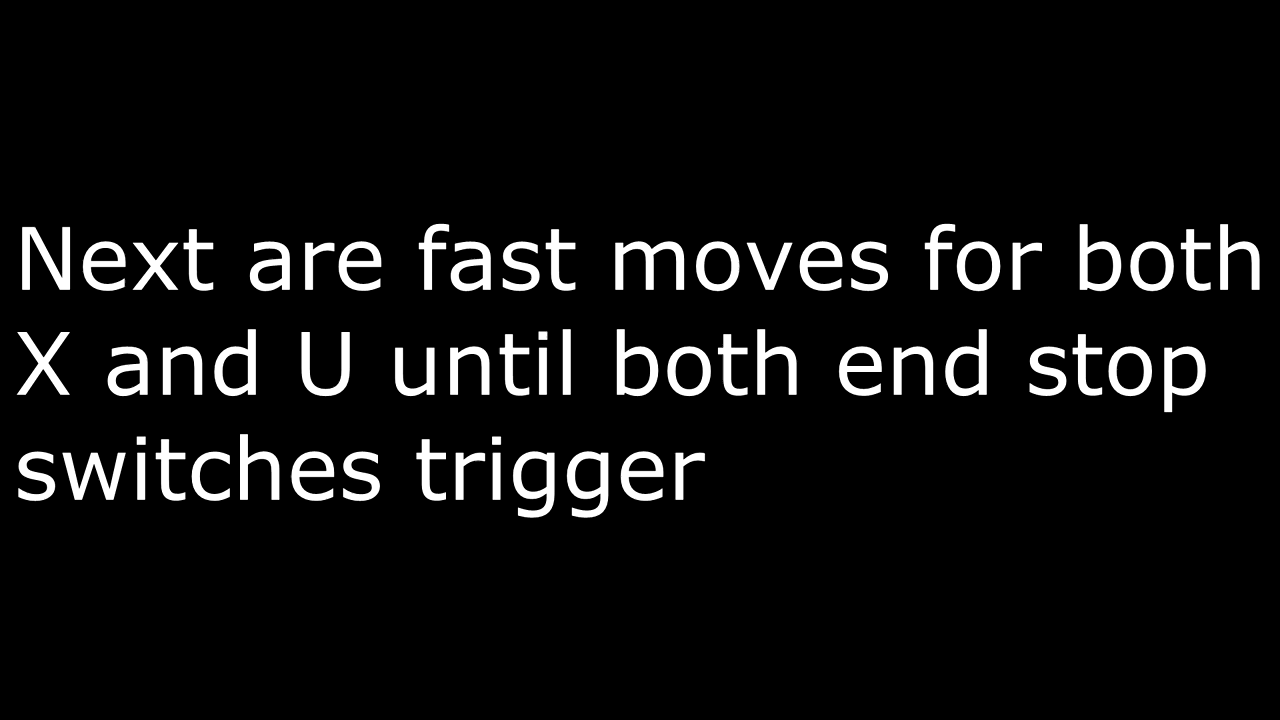 Next are fast moves for both
X and U until both end stop
switches trigger